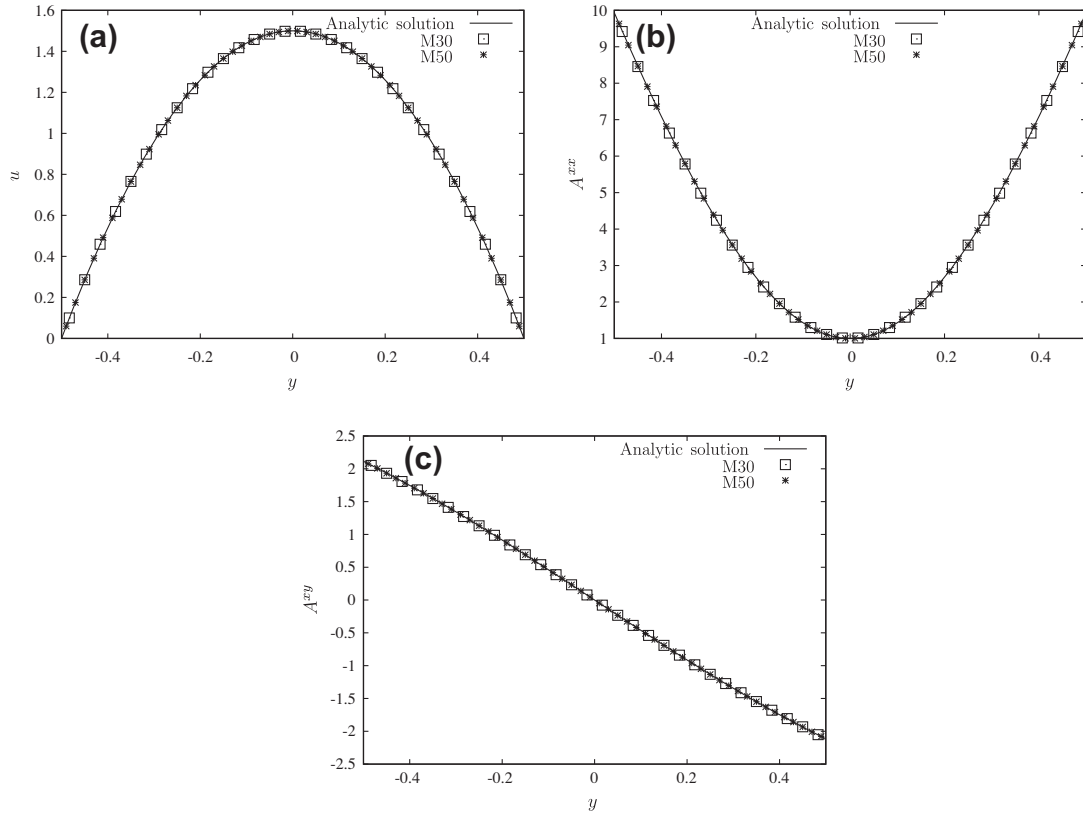 (a)
Analytic solution
M30
M50
1.6
1.4
1.2
1
0.8
0.6
0.4
0.2
0
u
-0.4 -0.2 0 0.2 0.4
y
(b)
Analytic solution
M30
M50
10
9
8
7
6
5
4
3
2
1
A^{xx}
-0.4 -0.2 0 0.2 0.4
y
(c)
Analytic solution
M30
M50
2.5
2
1.5
1
0.5
0
-0.5
-1
-1.5
-2
-2.5
A^{xy}
-0.4 -0.2 0 0.2 0.4
y